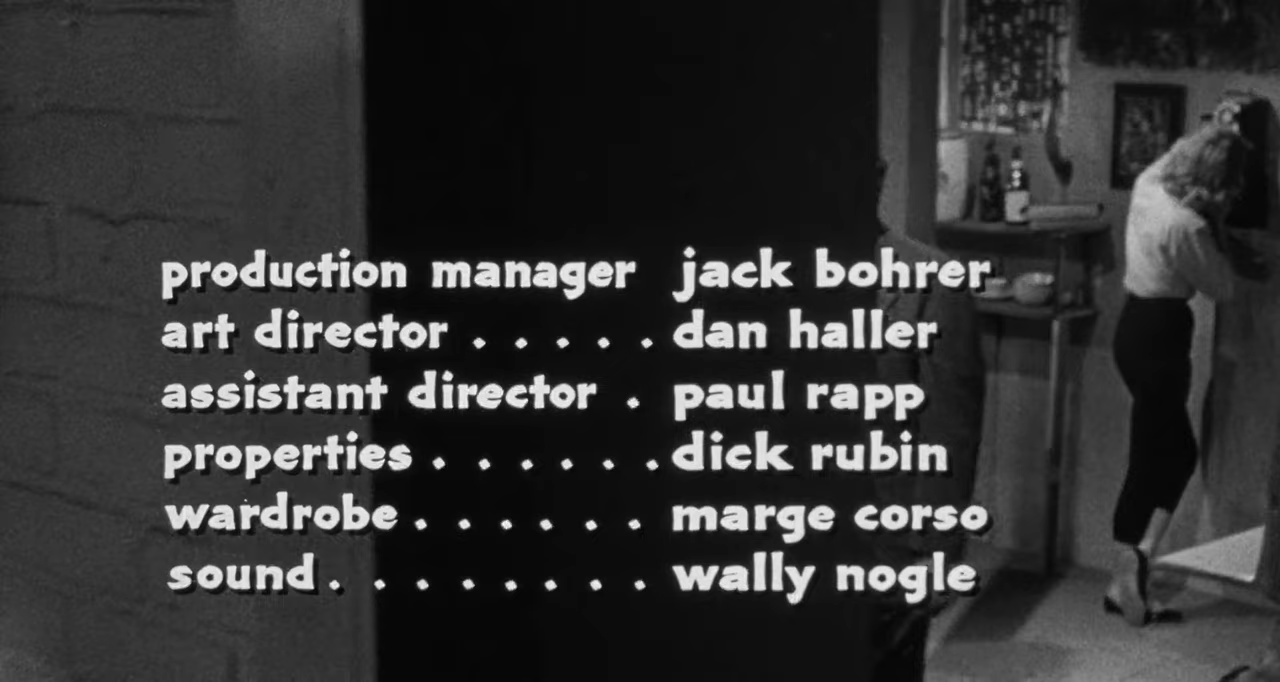 production manager jack bohrer
art director . . . . . dan haller
assistant director . paul rapp
properties . . . . . . dick rubin
wardrobe . . . . . . marge corso
sound . . . . . . . . wally nogle